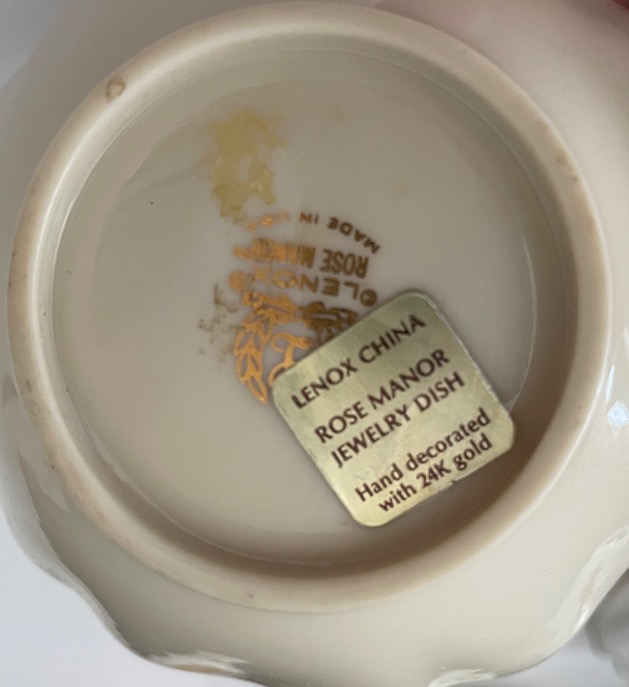 LENOX CHINA
ROSE MANOR
JEWELRY DISH
Hand decorated
with 24K gold
©LENOX®
ROSE MANOR
MADE IN USA